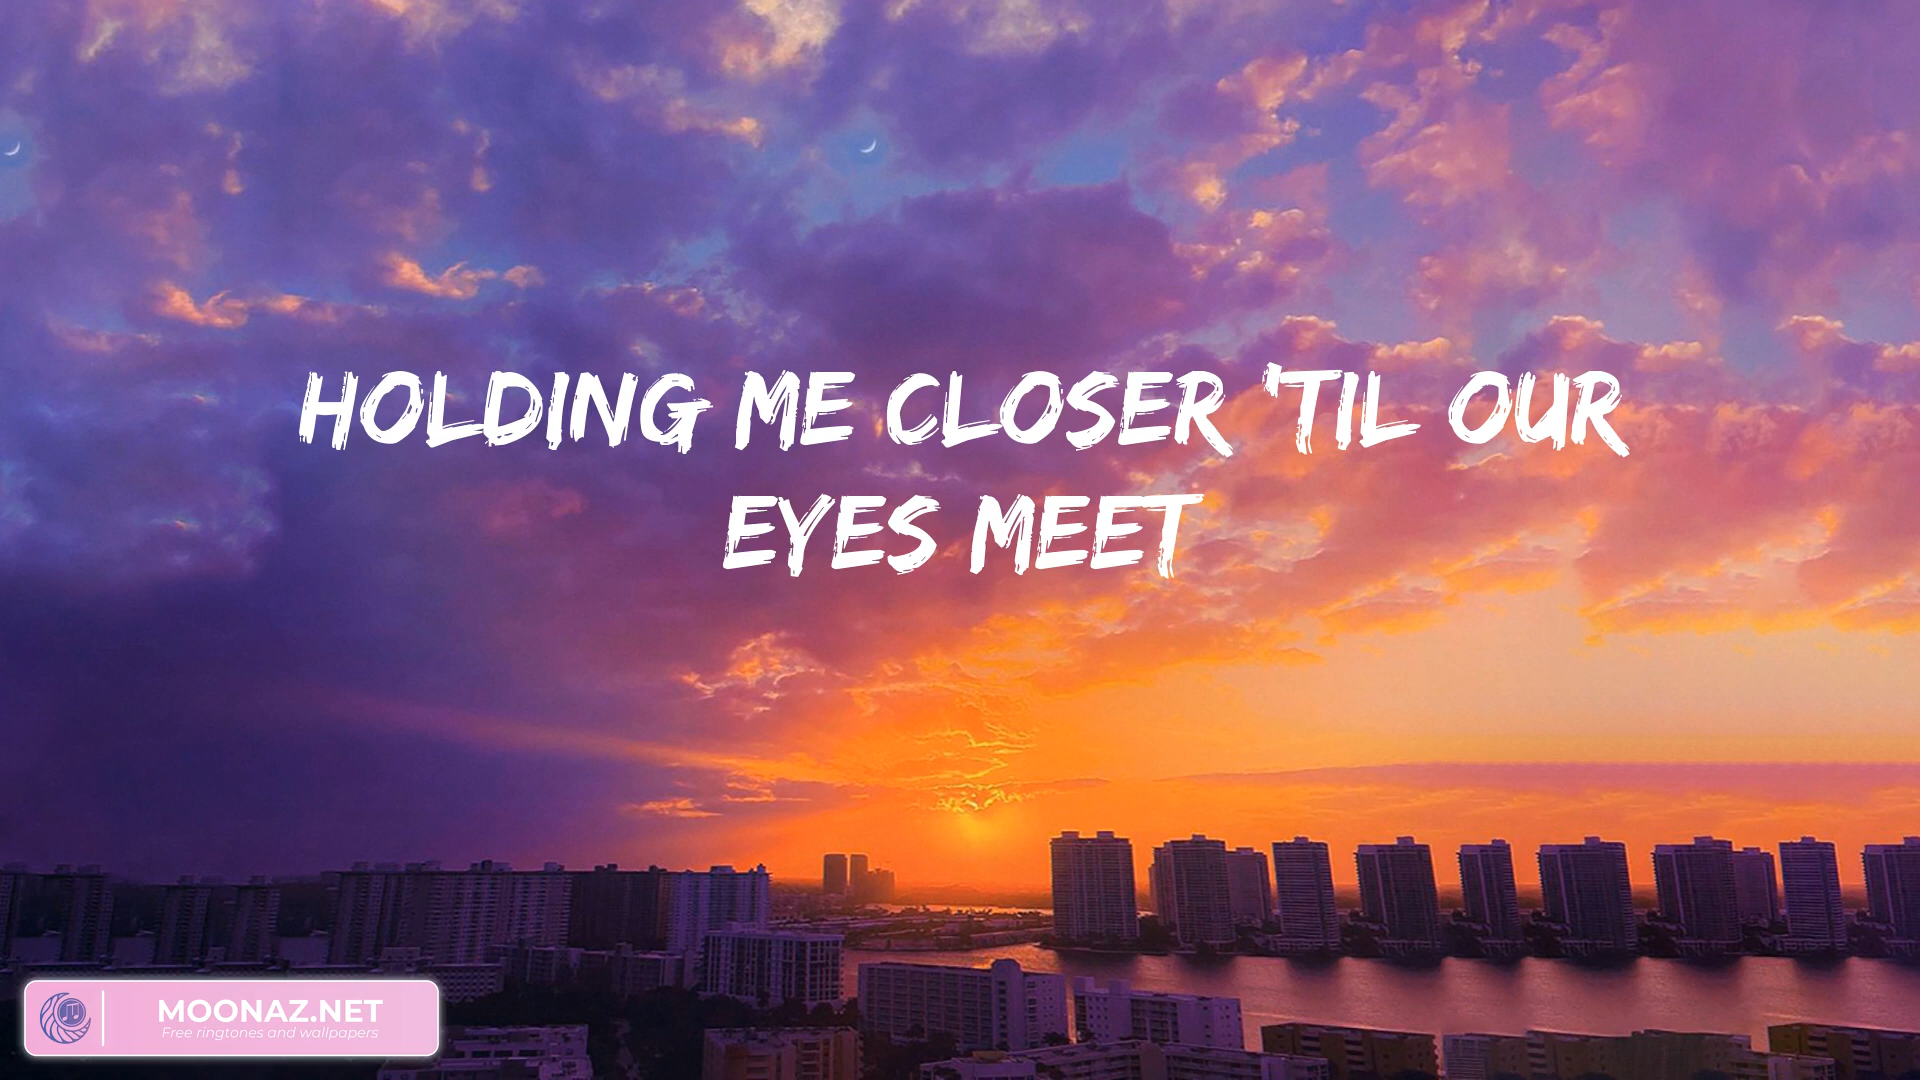 HOLDING ME CLOSER 'TIL OUR
EYES MEET
MOONAZ.NET
Free ringtones and wallpapers